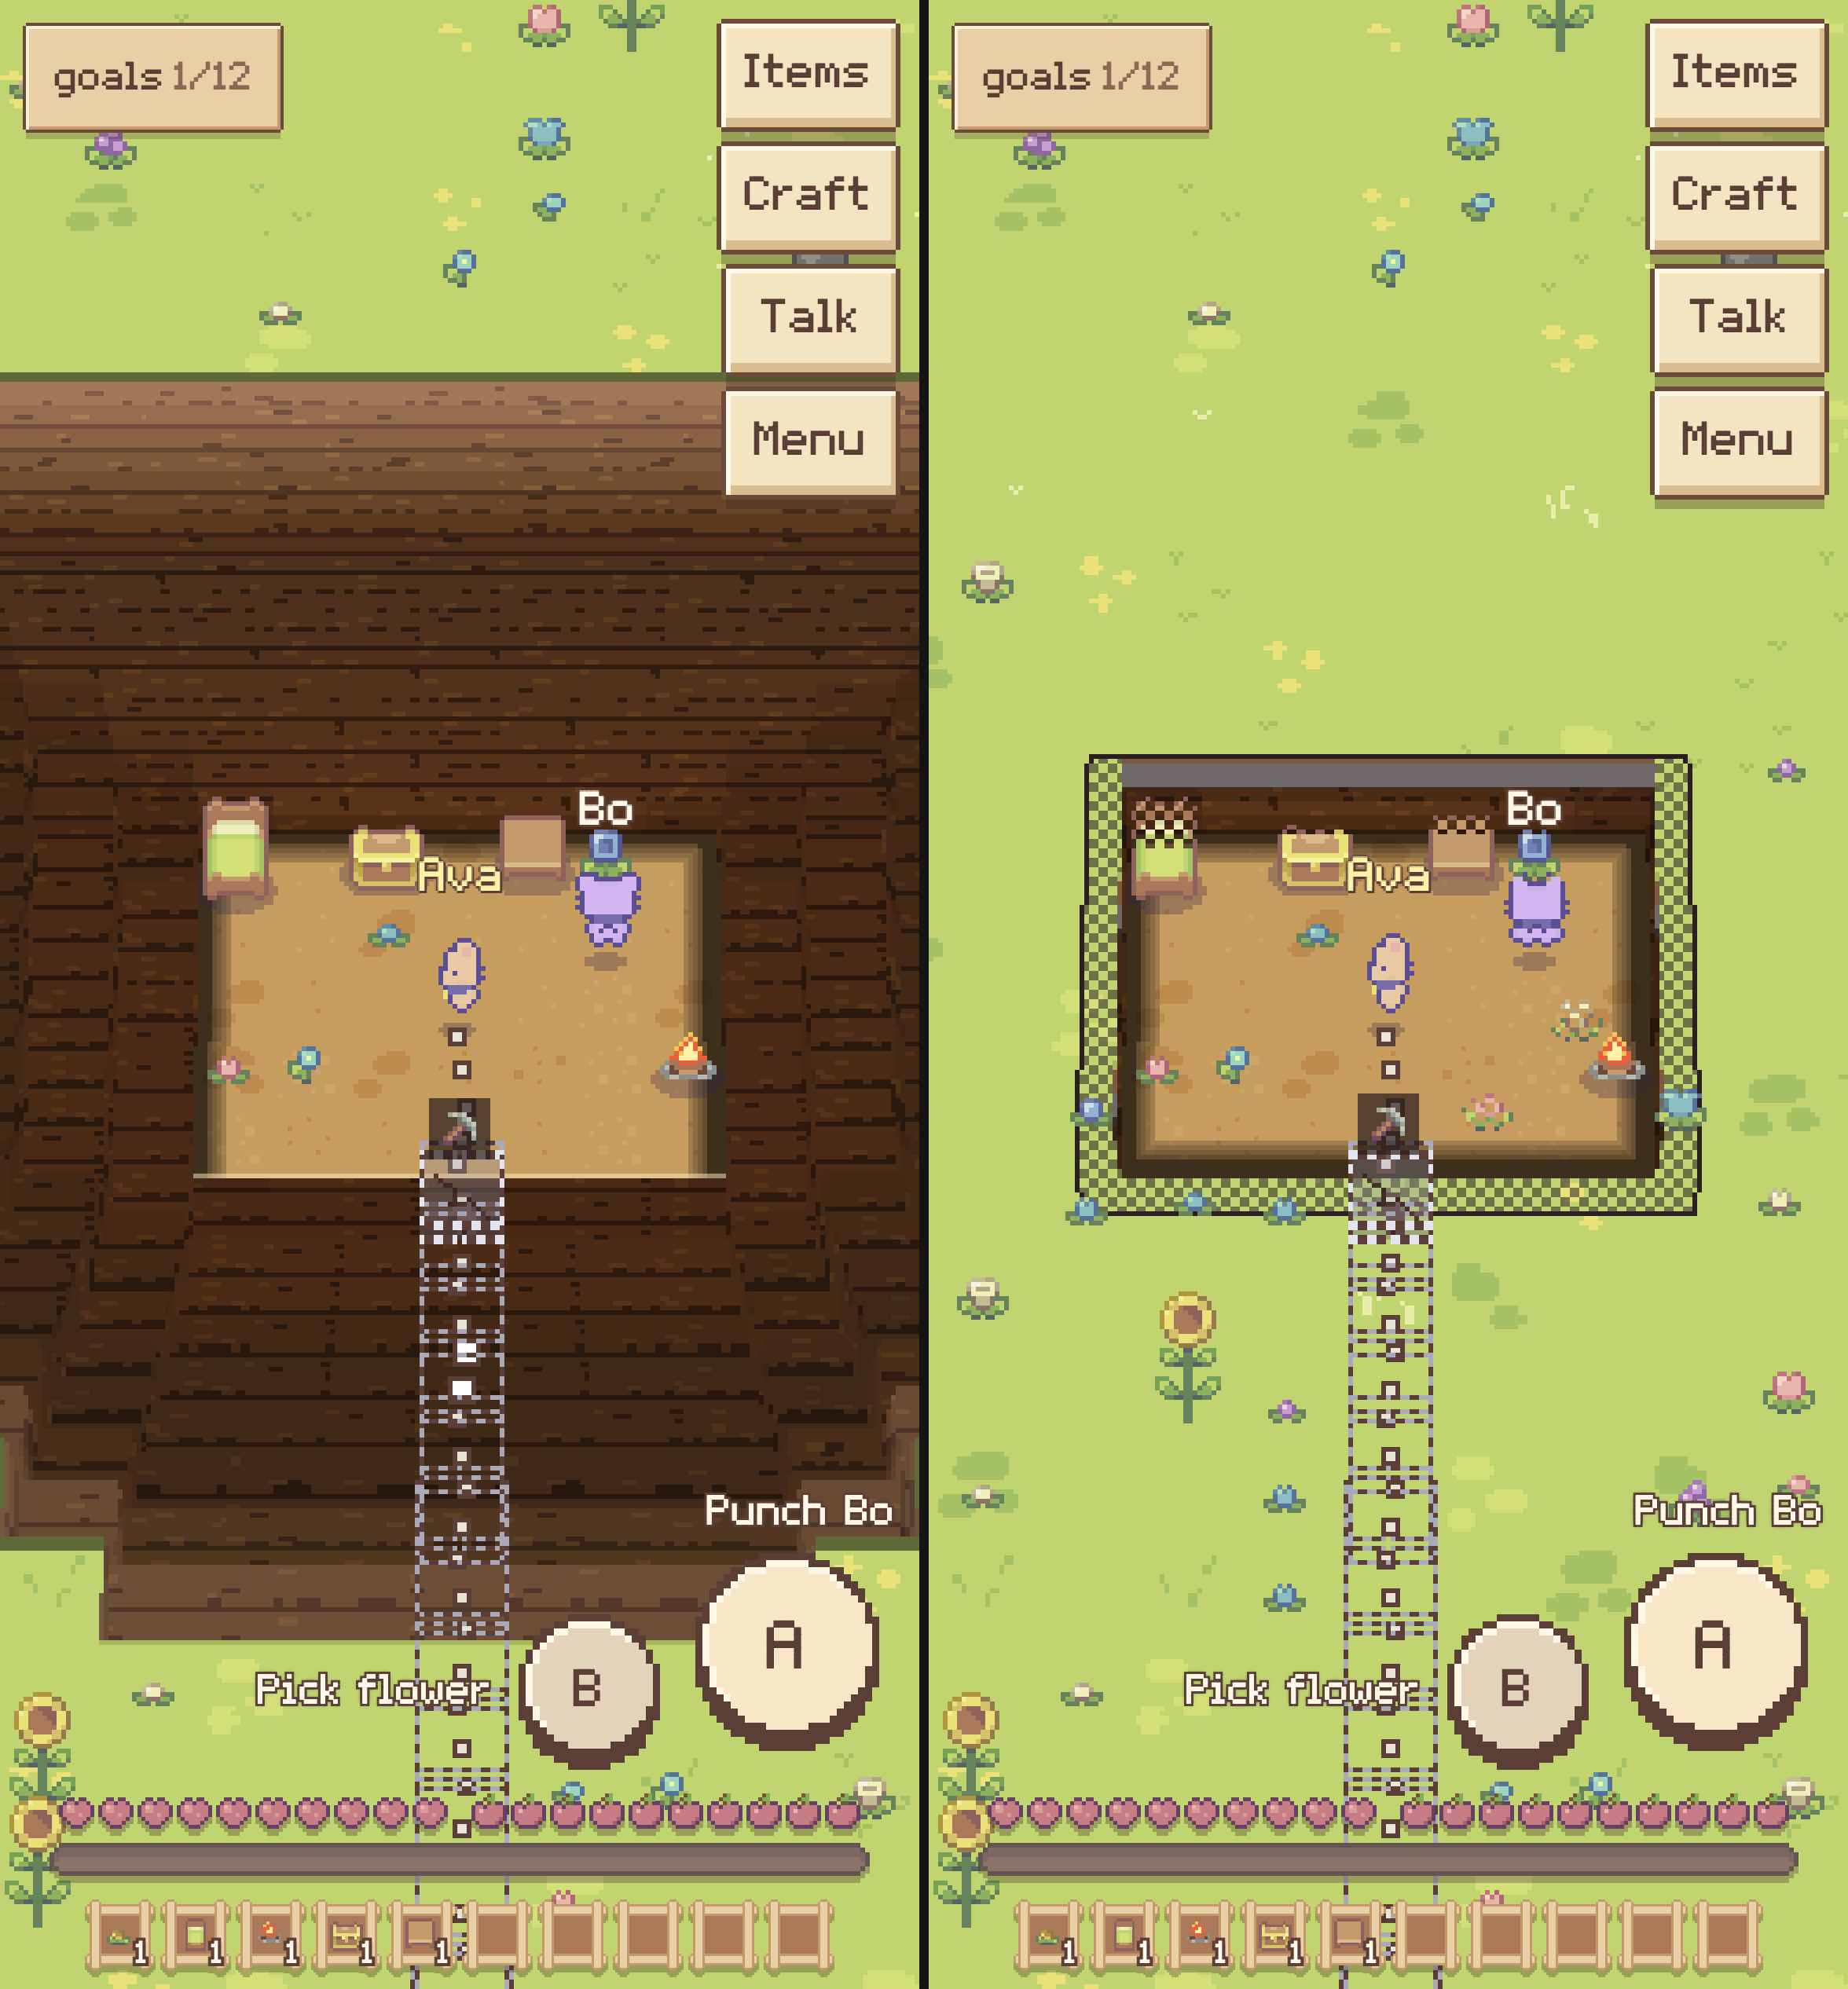 goals 1/12
Items
Craft
Talk
Menu
Bo
Ava
Punch Bo
A
Pick flower
B
1
1
1
1
1
goals 1/12
Items
Craft
Talk
Menu
Bo
Ava
Punch Bo
A
Pick flower
B
1
1
1
1
1